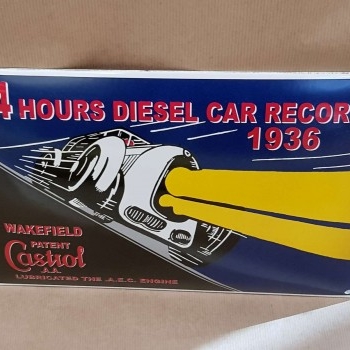 4 HOURS DIESEL CAR RECOR
1936
WAKEFIELD
PATENT
Castrol
A.A.
LUBRICATED THE A.E.C. ENGINE